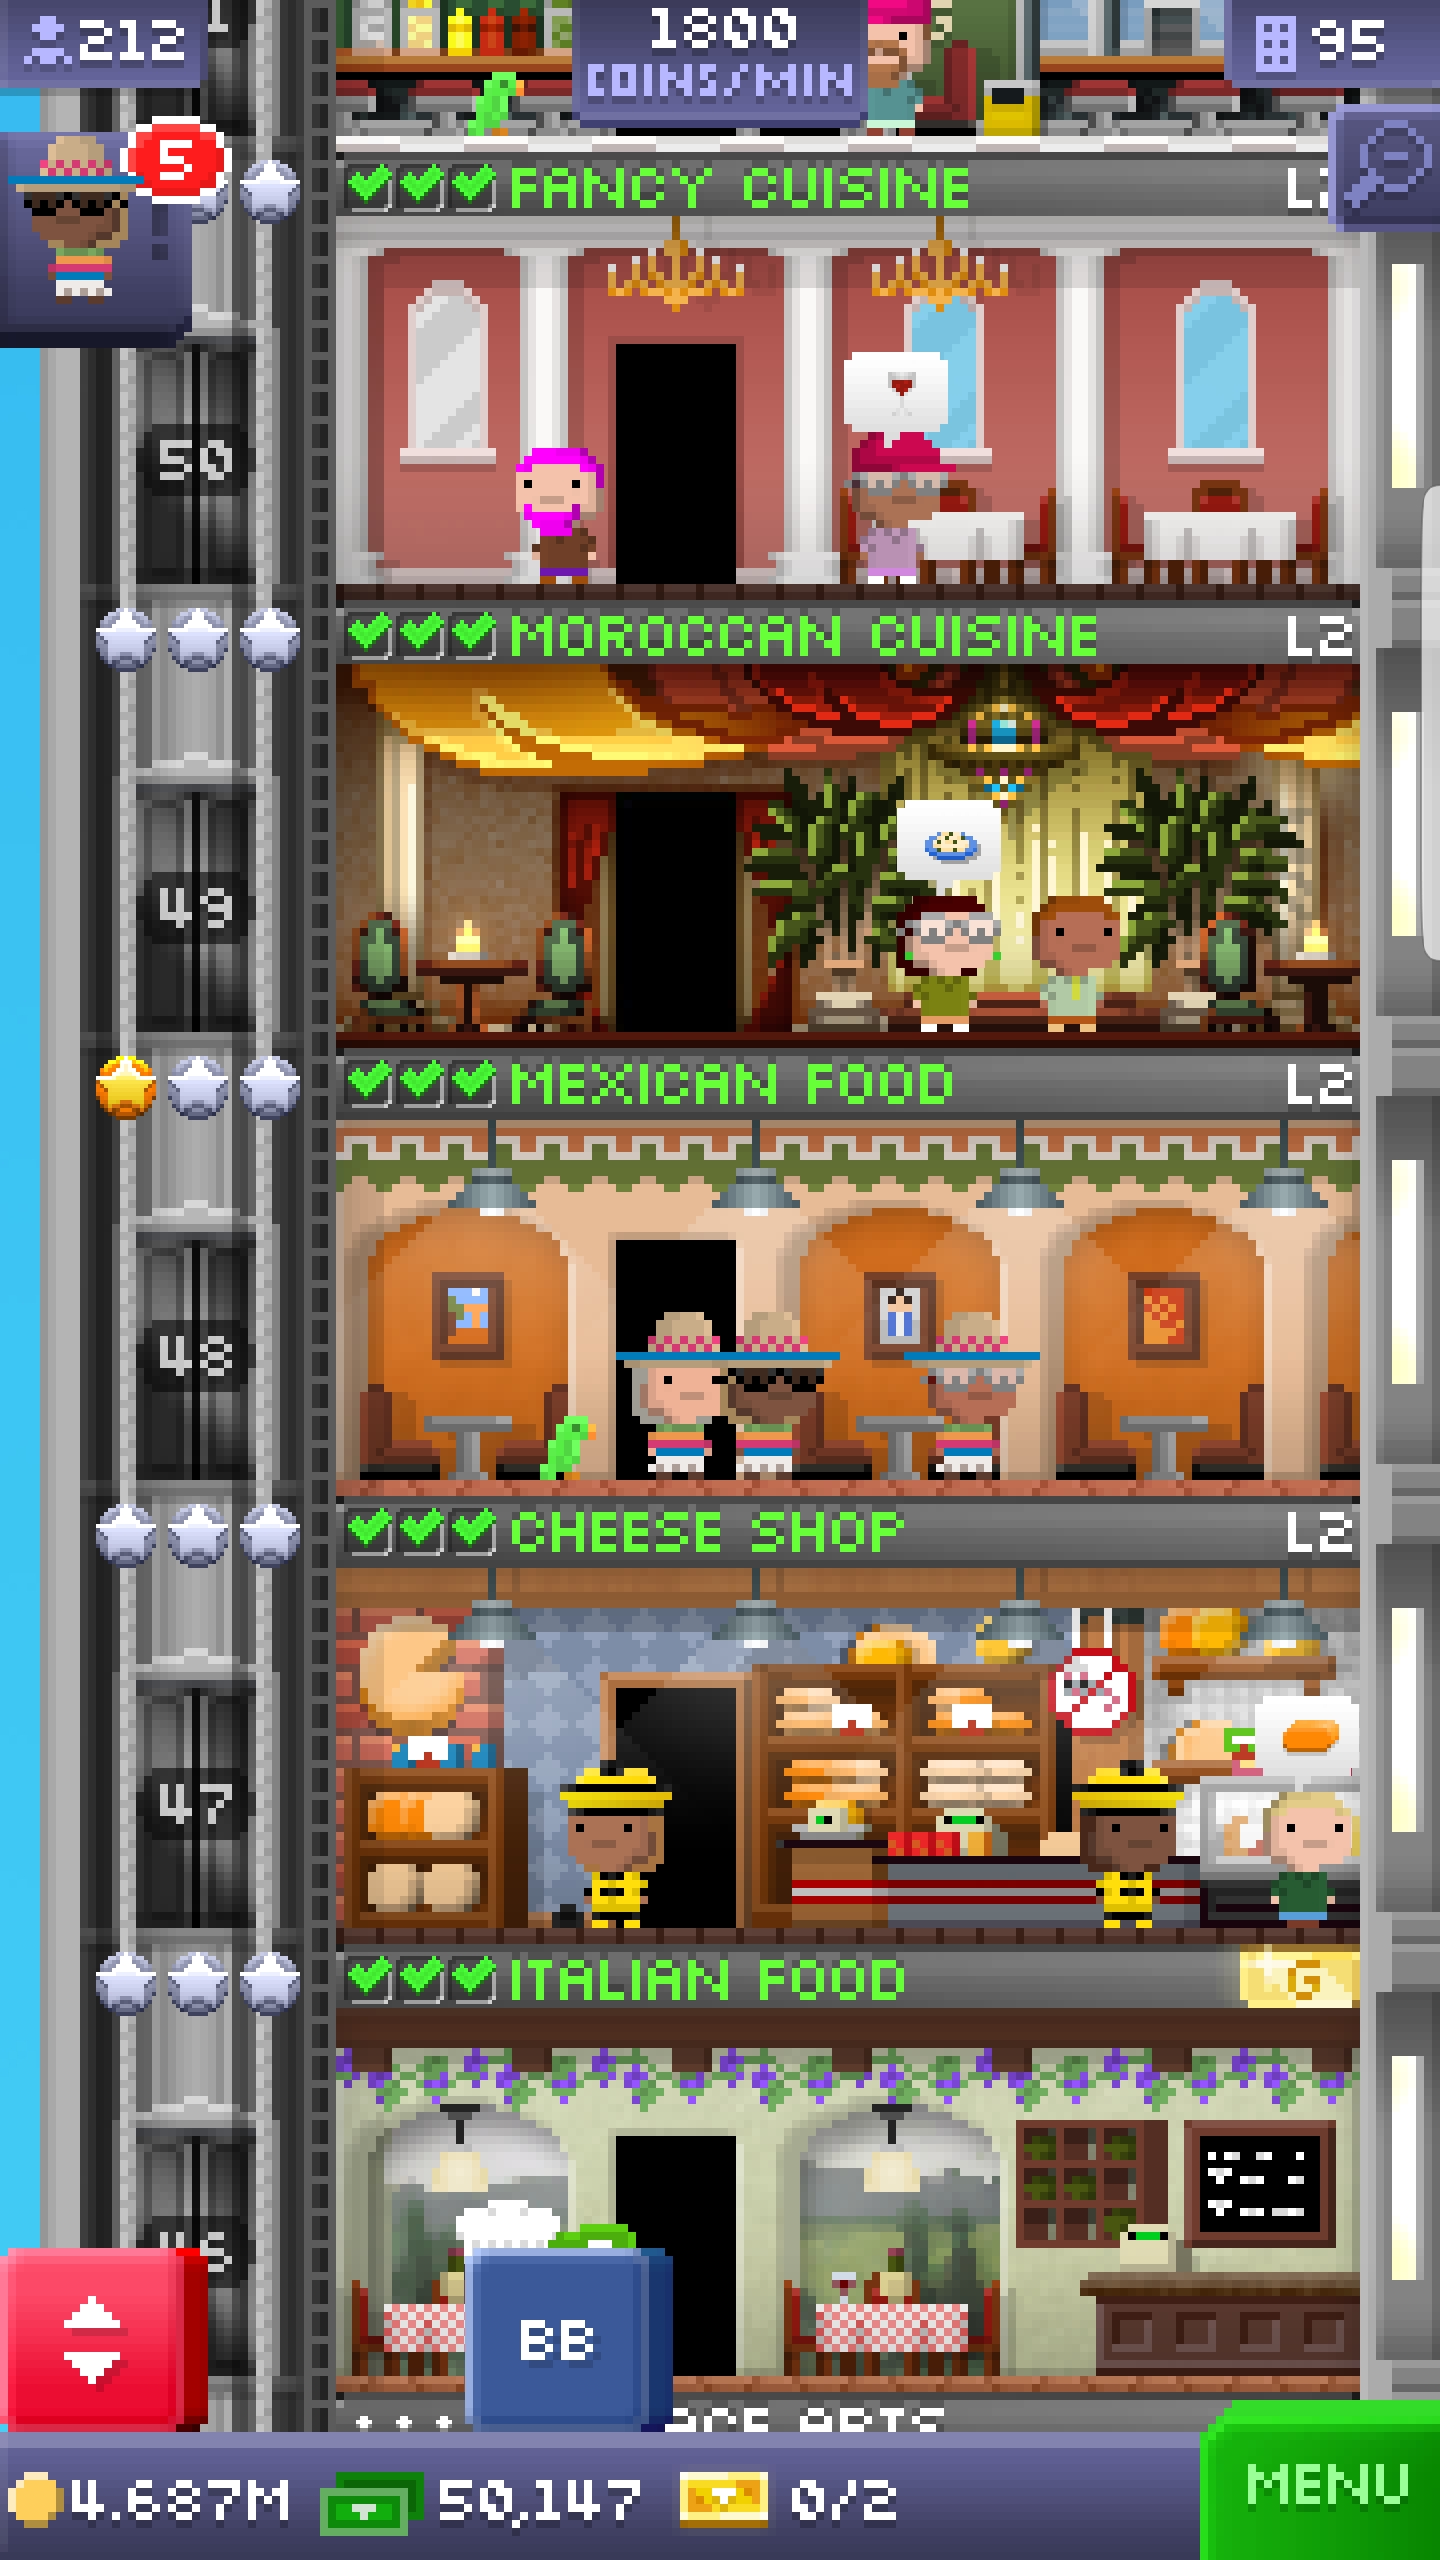 212
1800
COINS/MIN
95
5
FANCY CUISINE
50
MOROCCAN CUISINE L2
49
MEXICAN FOOD L2
48
CHEESE SHOP L2
47
ITALIAN FOOD G
BB
4.687M 50,147 0/2
MENU